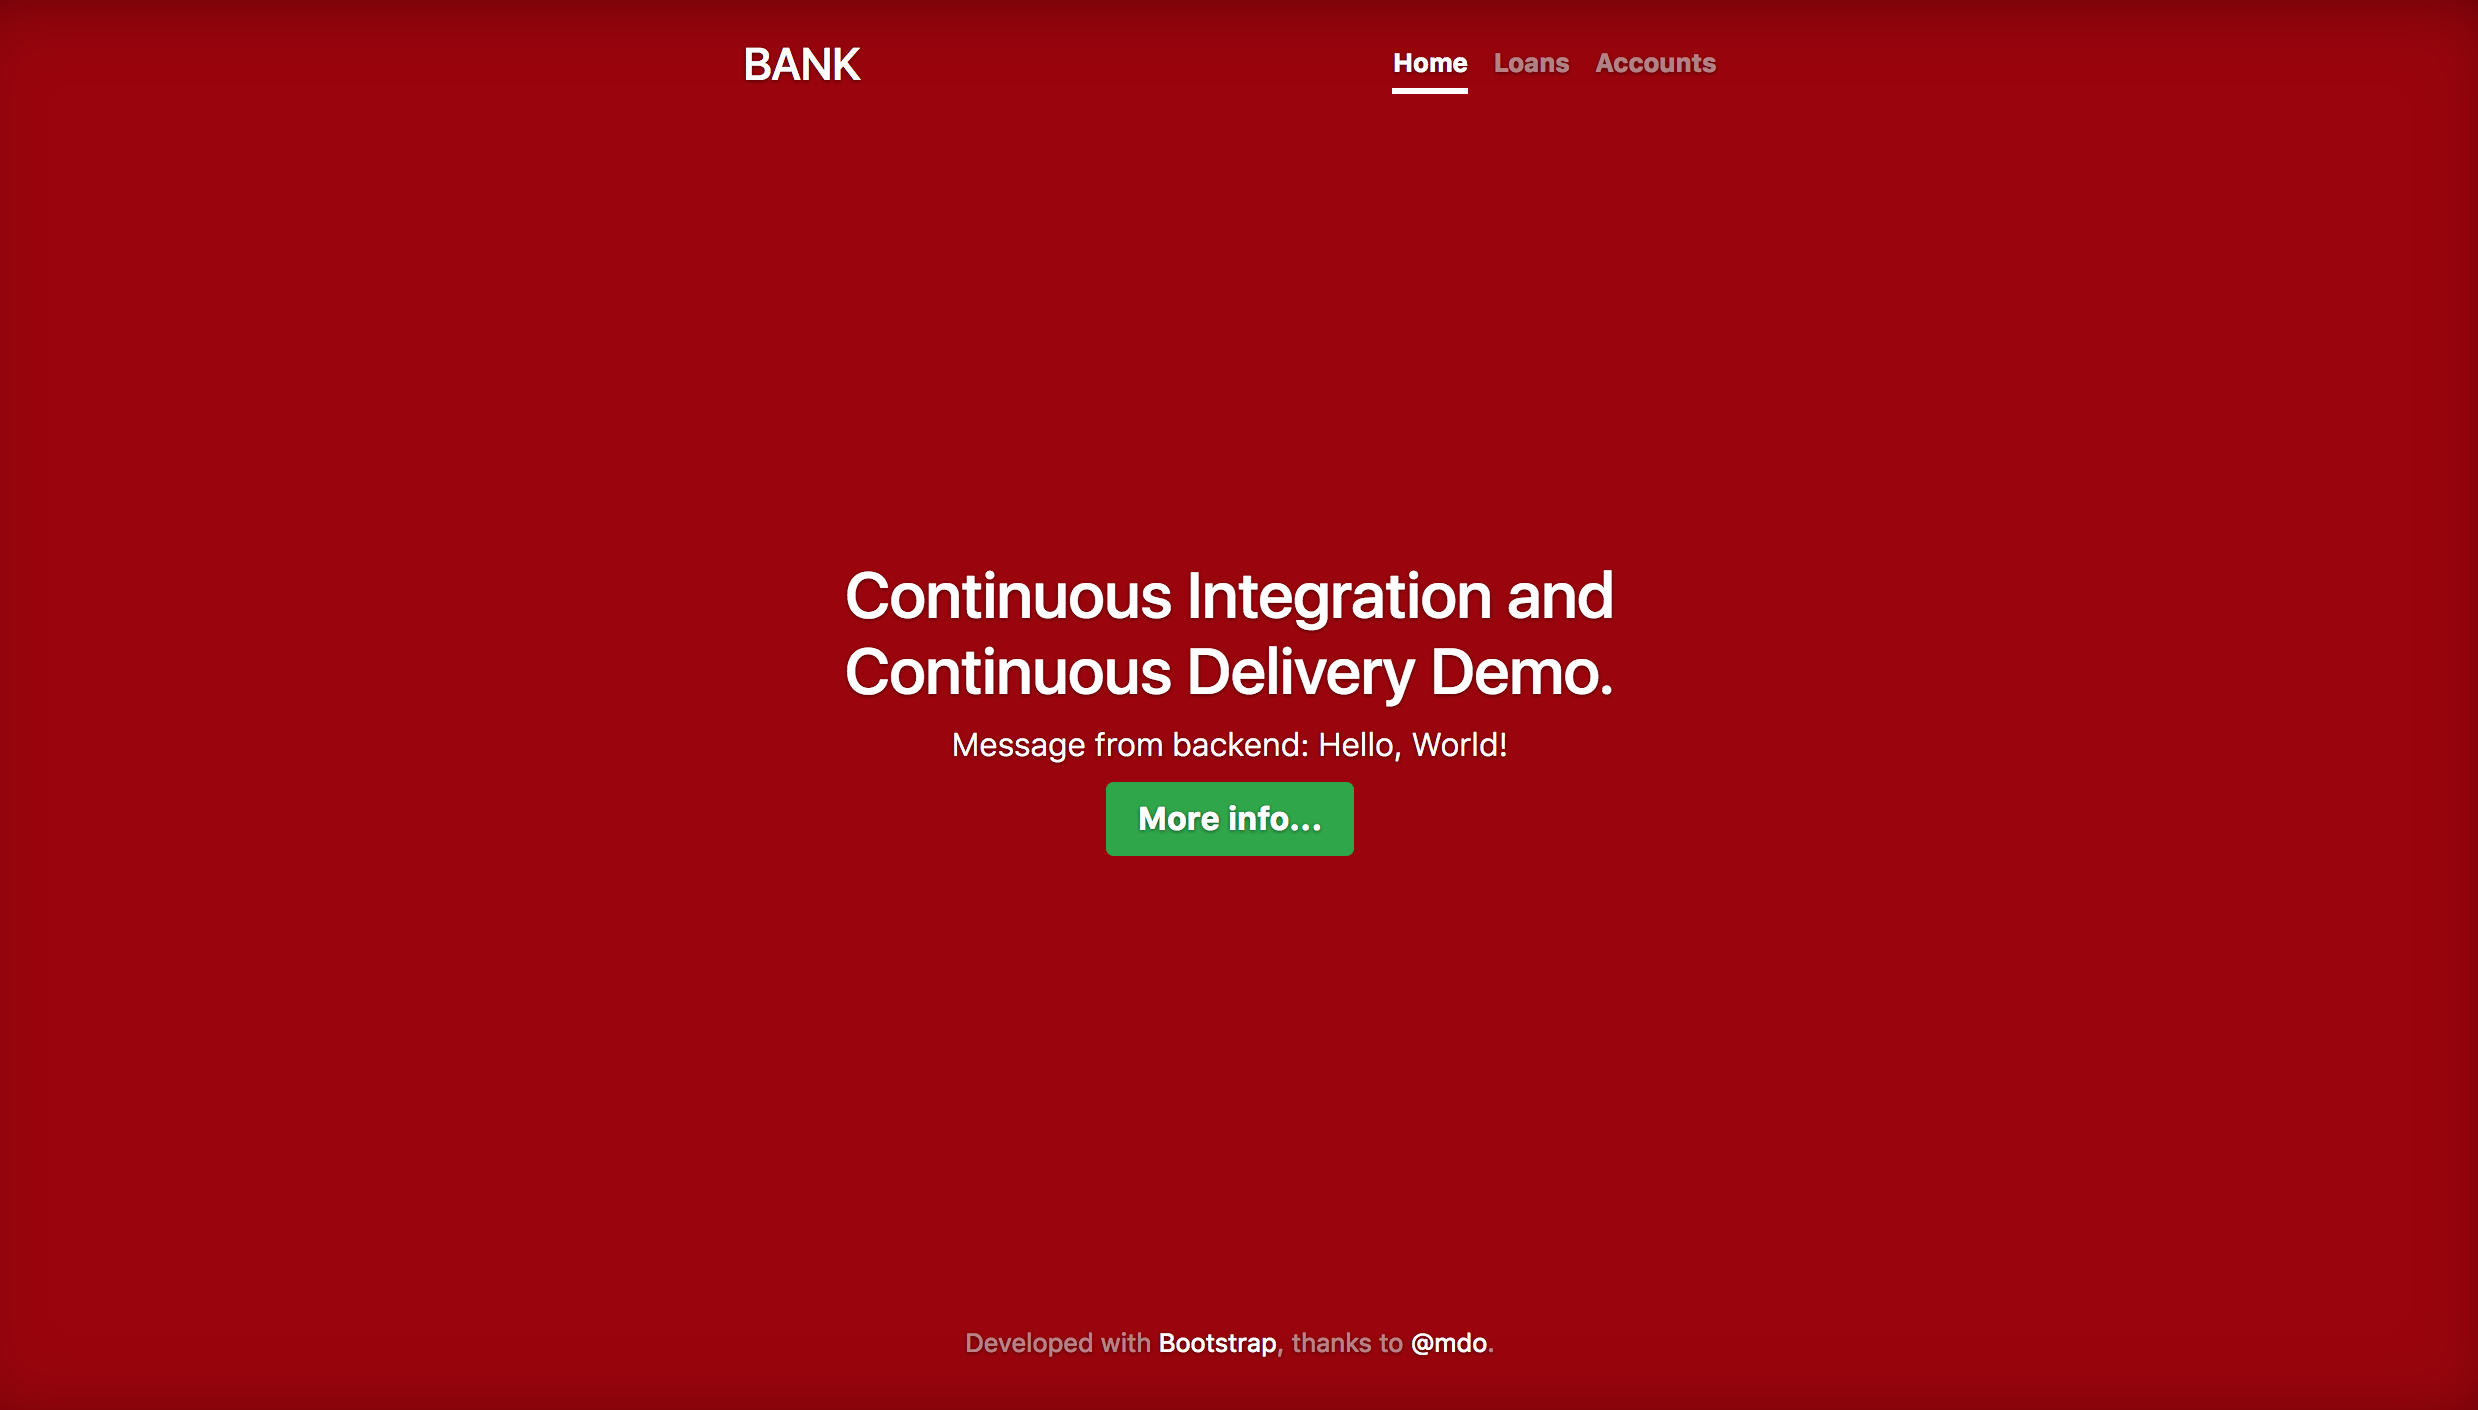 BANK
Home Loans Accounts
Continuous Integration and
Continuous Delivery Demo.
Message from backend: Hello, World!
More info...
Developed with Bootstrap, thanks to @mdo.